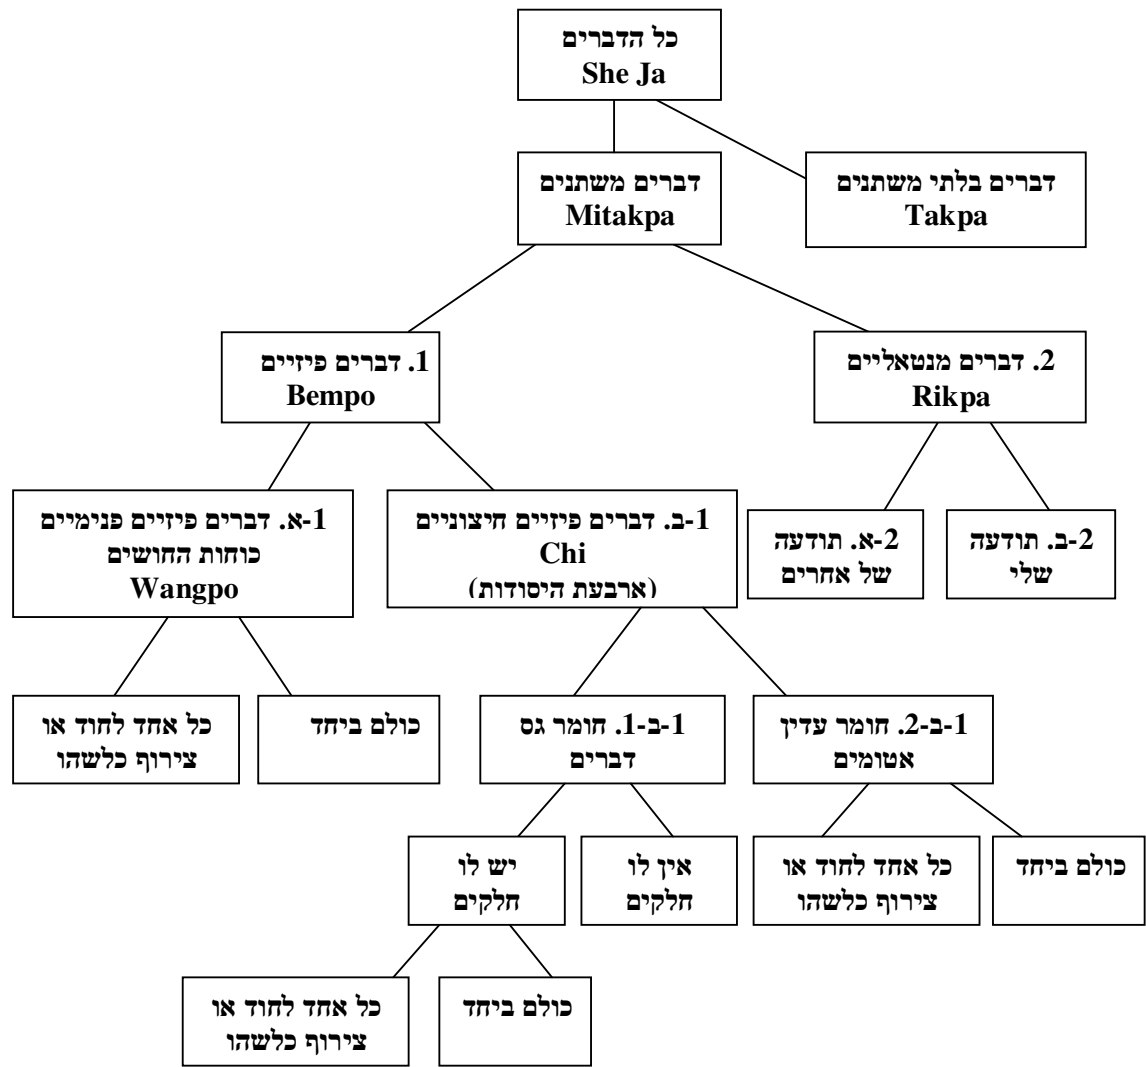 כל הדברים
She Ja
דברים משתנים
Mitakpa
דברים בלתי משתנים
Takpa
1. דברים פיזיים
Bempo
2. דברים מנטאליים
Rikpa
1-א. דברים פיזיים פנימיים
כוחות החושים
Wangpo
1-ב. דברים פיזיים חיצוניים
Chi
(ארבעת היסודות)
2-א. תודעה
של אחרים
2-ב. תודעה
שלי
כל אחד לחוד או
צירוף כלשהו
כולם ביחד
1-ב-1. חומר גס
דברים
1-ב-2. חומר עדין
אטומים
יש לו
חלקים
אין לו
חלקים
כל אחד לחוד או
צירוף כלשהו
כולם ביחד
כל אחד לחוד או
צירוף כלשהו
כולם ביחד